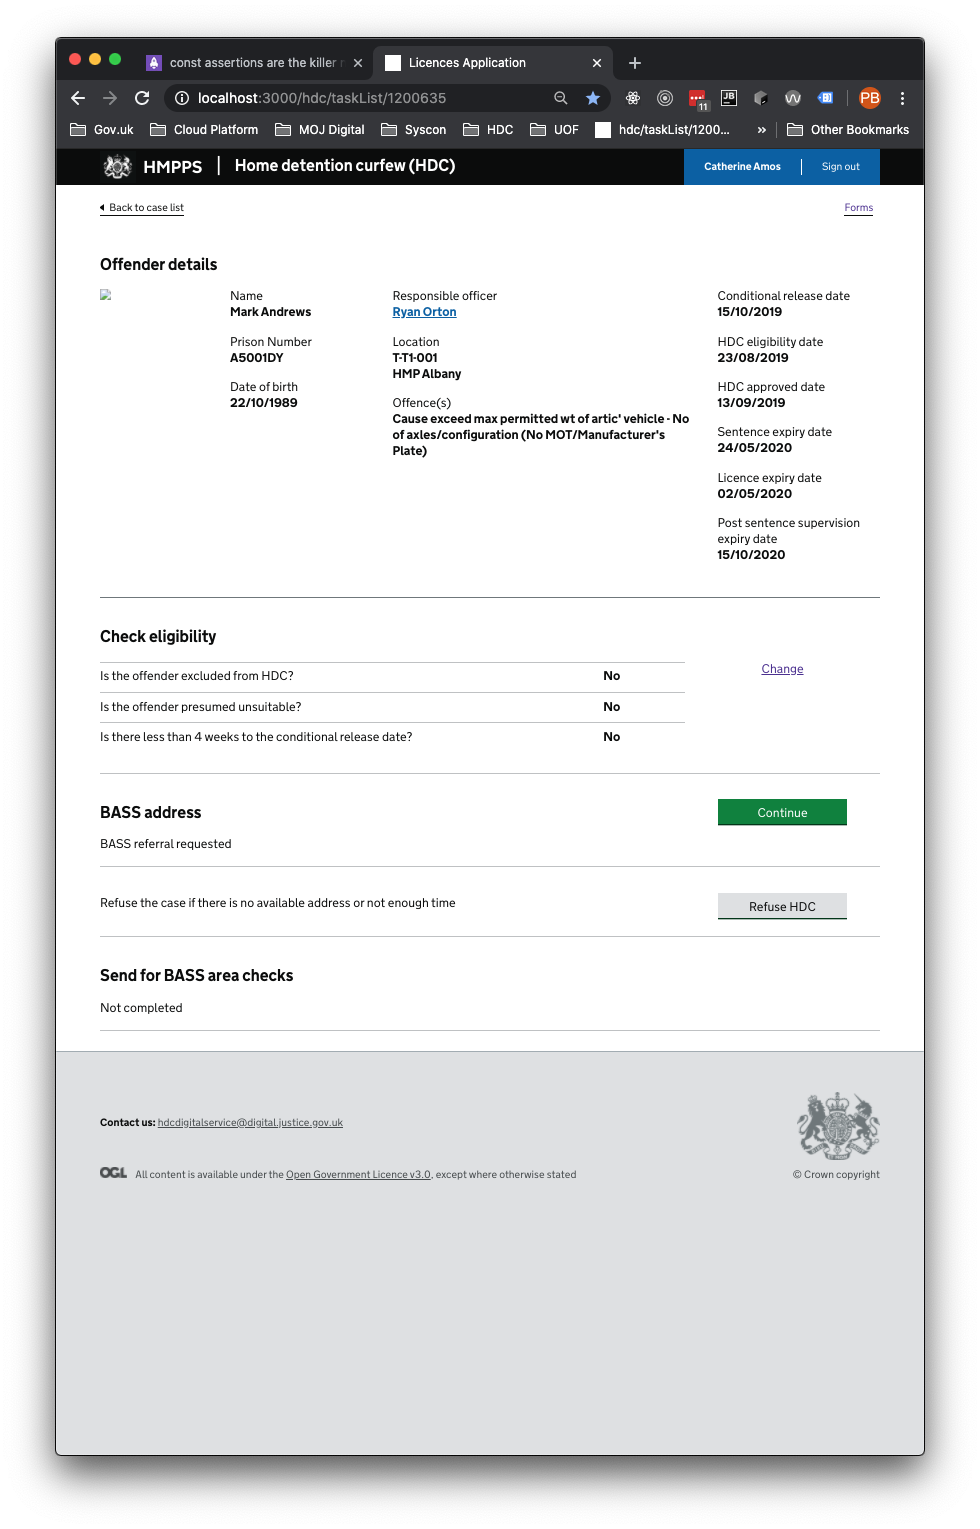 const assertions are the killer
Licences Application
localhost:3000/hdc/taskList/1200635
11
JB
PB
Gov.uk
Cloud Platform
MOJ Digital
Syscon
HDC
UOF
hdc/taskList/1200...
»
Other Bookmarks
HMPPS
Home detention curfew (HDC)
Catherine Amos
Sign out
Back to case list
Forms
Offender details
Name
Mark Andrews
Prison Number
A5001DY
Date of birth
22/10/1989
Responsible officer
Ryan Orton
Location
T-T1-001
HMP Albany
Offence(s)
Cause exceed max permitted wt of artic' vehicle - No
of axles/configuration (No MOT/Manufacturer's
Plate)
Conditional release date
15/10/2019
HDC eligibility date
23/08/2019
HDC approved date
13/09/2019
Sentence expiry date
24/05/2020
Licence expiry date
02/05/2020
Post sentence supervision
expiry date
15/10/2020
Check eligibility
Is the offender excluded from HDC? No
Change
Is the offender presumed unsuitable? No
Is there less than 4 weeks to the conditional release date? No
BASS address
Continue
BASS referral requested
Refuse the case if there is no available address or not enough time
Refuse HDC
Send for BASS area checks
Not completed
Contact us: hdcdigitalservice@digital.justice.gov.uk
OGL All content is available under the Open Government Licence v3.0, except where otherwise stated
© Crown copyright